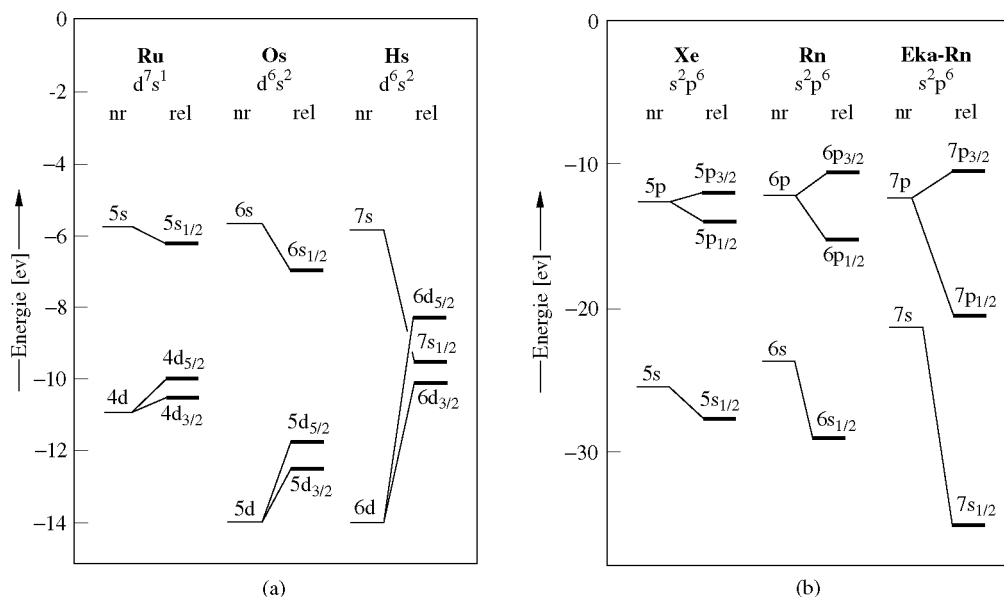 0
-2
-4
-6
-8
-10
-12
-14
Energie [ev]
Ru Os Hs
d⁷s¹ d⁶s² d⁶s²
nr rel nr rel nr rel
5s 5s₁/₂ 6s 6s₁/₂ 7s
6d₅/₂
7s₁/₂
4d₅/₂
4d 4d₃/₂ 6d₃/₂
5d₅/₂
5d₃/₂
5d 6d
(a)
0
−10
−20
−30
Energie [ev]
Xe Rn Eka-Rn
s²p⁶ s²p⁶ s²p⁶
nr rel nr rel nr rel
5p 5p₃/₂ 6p 6p₃/₂ 7p 7p₃/₂
5p₁/₂ 6p₁/₂
7p₁/₂
7s
6s
5s 5s₁/₂
6s₁/₂
7s₁/₂
(b)